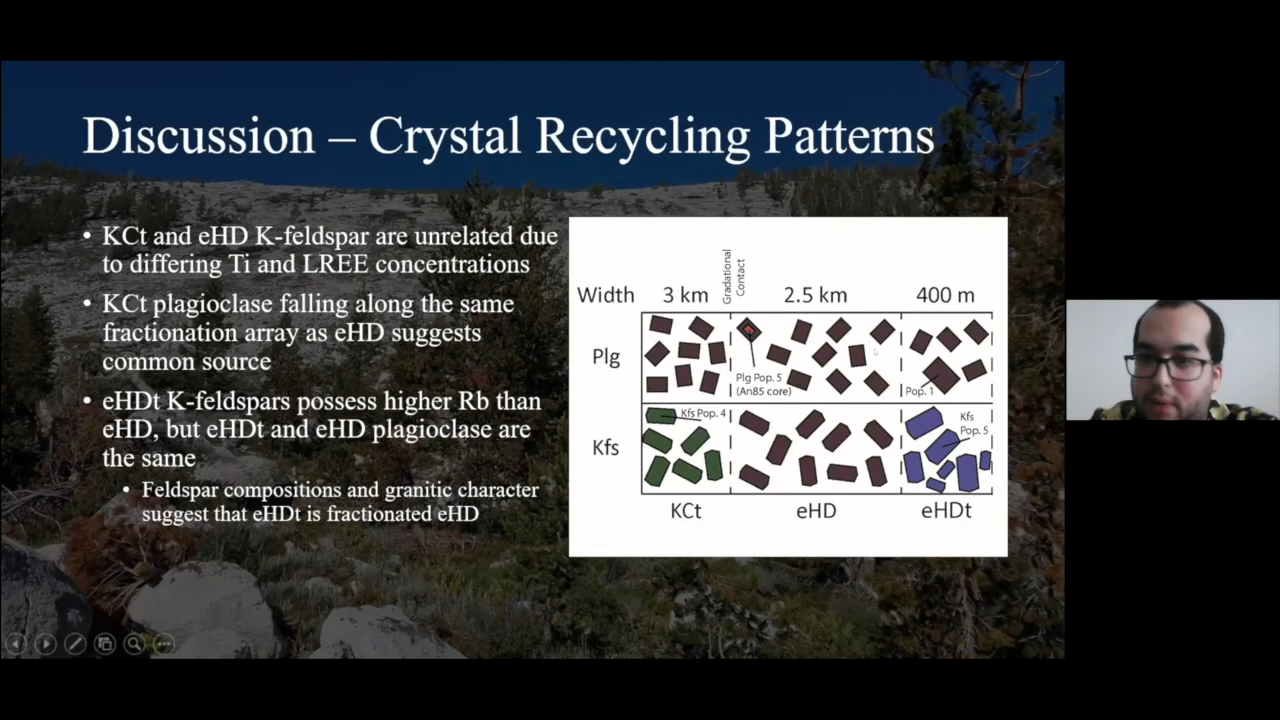 Discussion – Crystal Recycling Patterns
• KCt and eHD K-feldspar are unrelated due
to differing Ti and LREE concentrations
• KCt plagioclase falling along the same
fractionation array as eHD suggests
common source
• eHDt K-feldspars possess higher Rb than
eHD, but eHDt and eHD plagioclase are
the same
• Feldspar compositions and granitic character
suggest that eHDt is fractionated eHD
Gradational
Contact
Width 3 km 2.5 km 400 m
Plg
Plg Pop. 5
(An85 core)
Pop. 1
Kfs
Kfs Pop. 4
Kfs
Pop. 5
KCt eHD eHDt